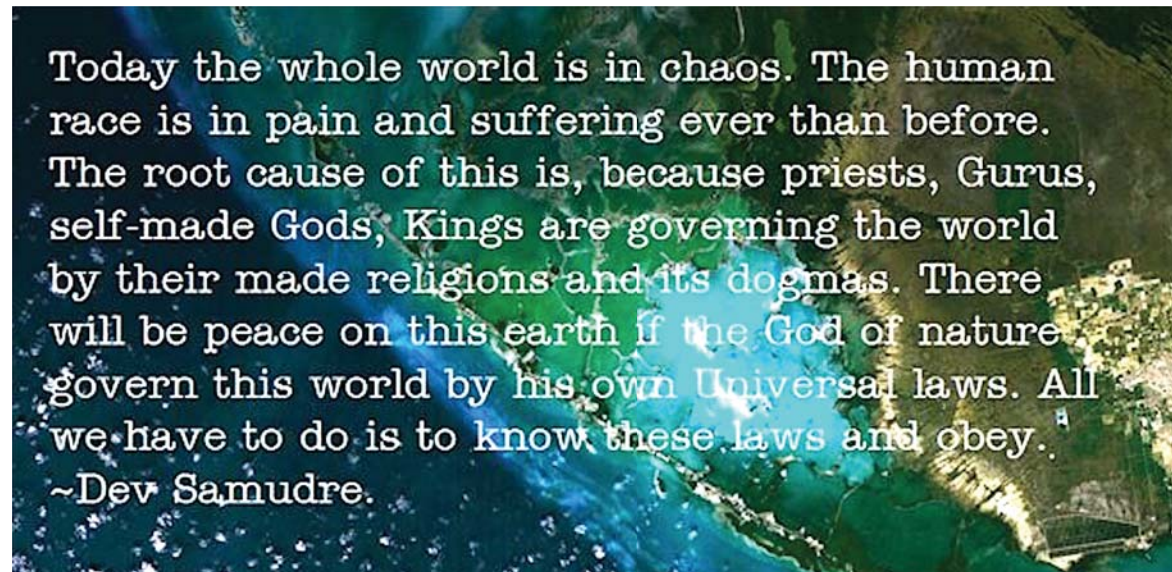 Today the whole world is in chaos. The human
race is in pain and suffering ever than before.
The root cause of this is, because priests, Gurus,
self-made Gods, Kings are governing the world
by their made religions and its dogmas. There
will be peace on this earth if the God of nature
govern this world by his own Universal laws. All
we have to do is to know these laws and obey.
~Dev Samudre.